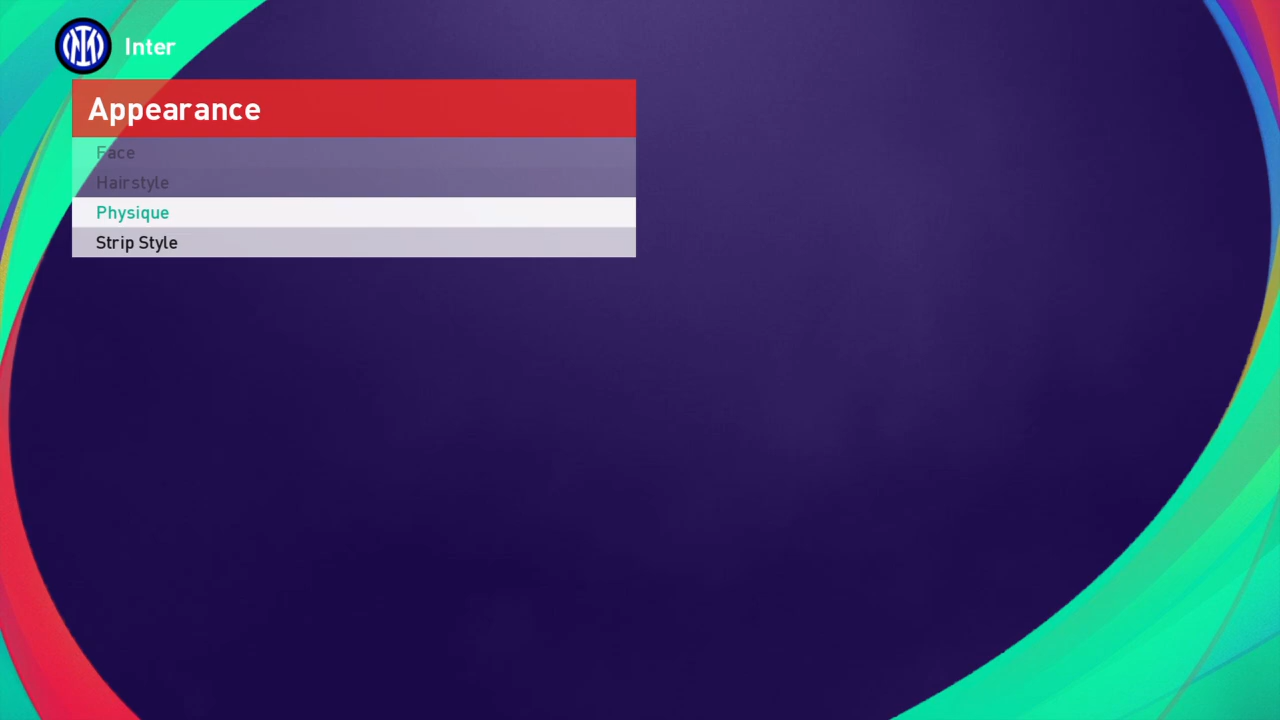 Inter
Appearance
Face
Hairstyle
Physique
Strip Style